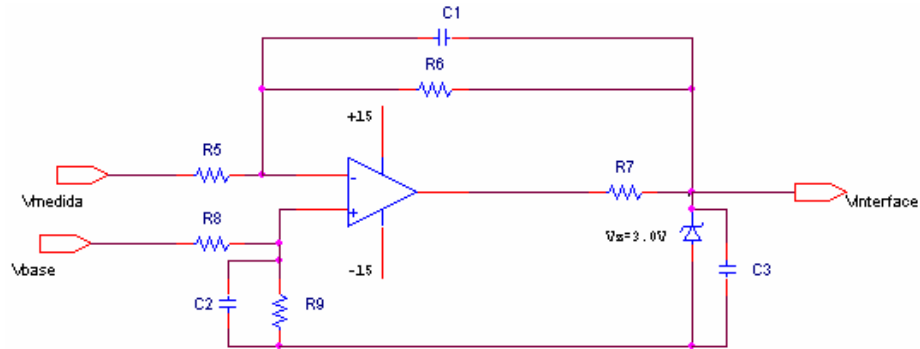 C1
R6
+15
R5
R7
Vmedida
VInterface
R8
Vz=3.0V
Vbase
-15
C2
R9
C3